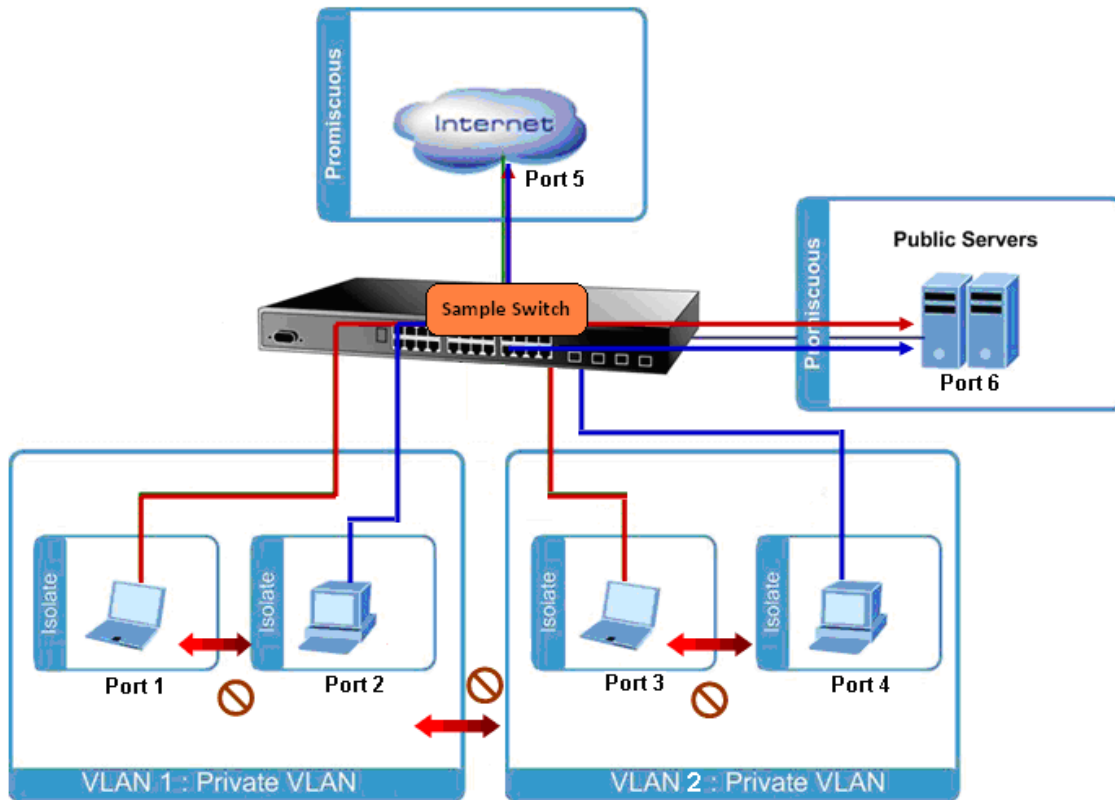 Promiscuous
Internet
Port 5
Promiscuous
Public Servers
Port 6
Sample Switch
Isolate
Port 1
Isolate
Port 2
Isolate
Port 3
Isolate
Port 4
VLAN 1 : Private VLAN
VLAN 2 : Private VLAN